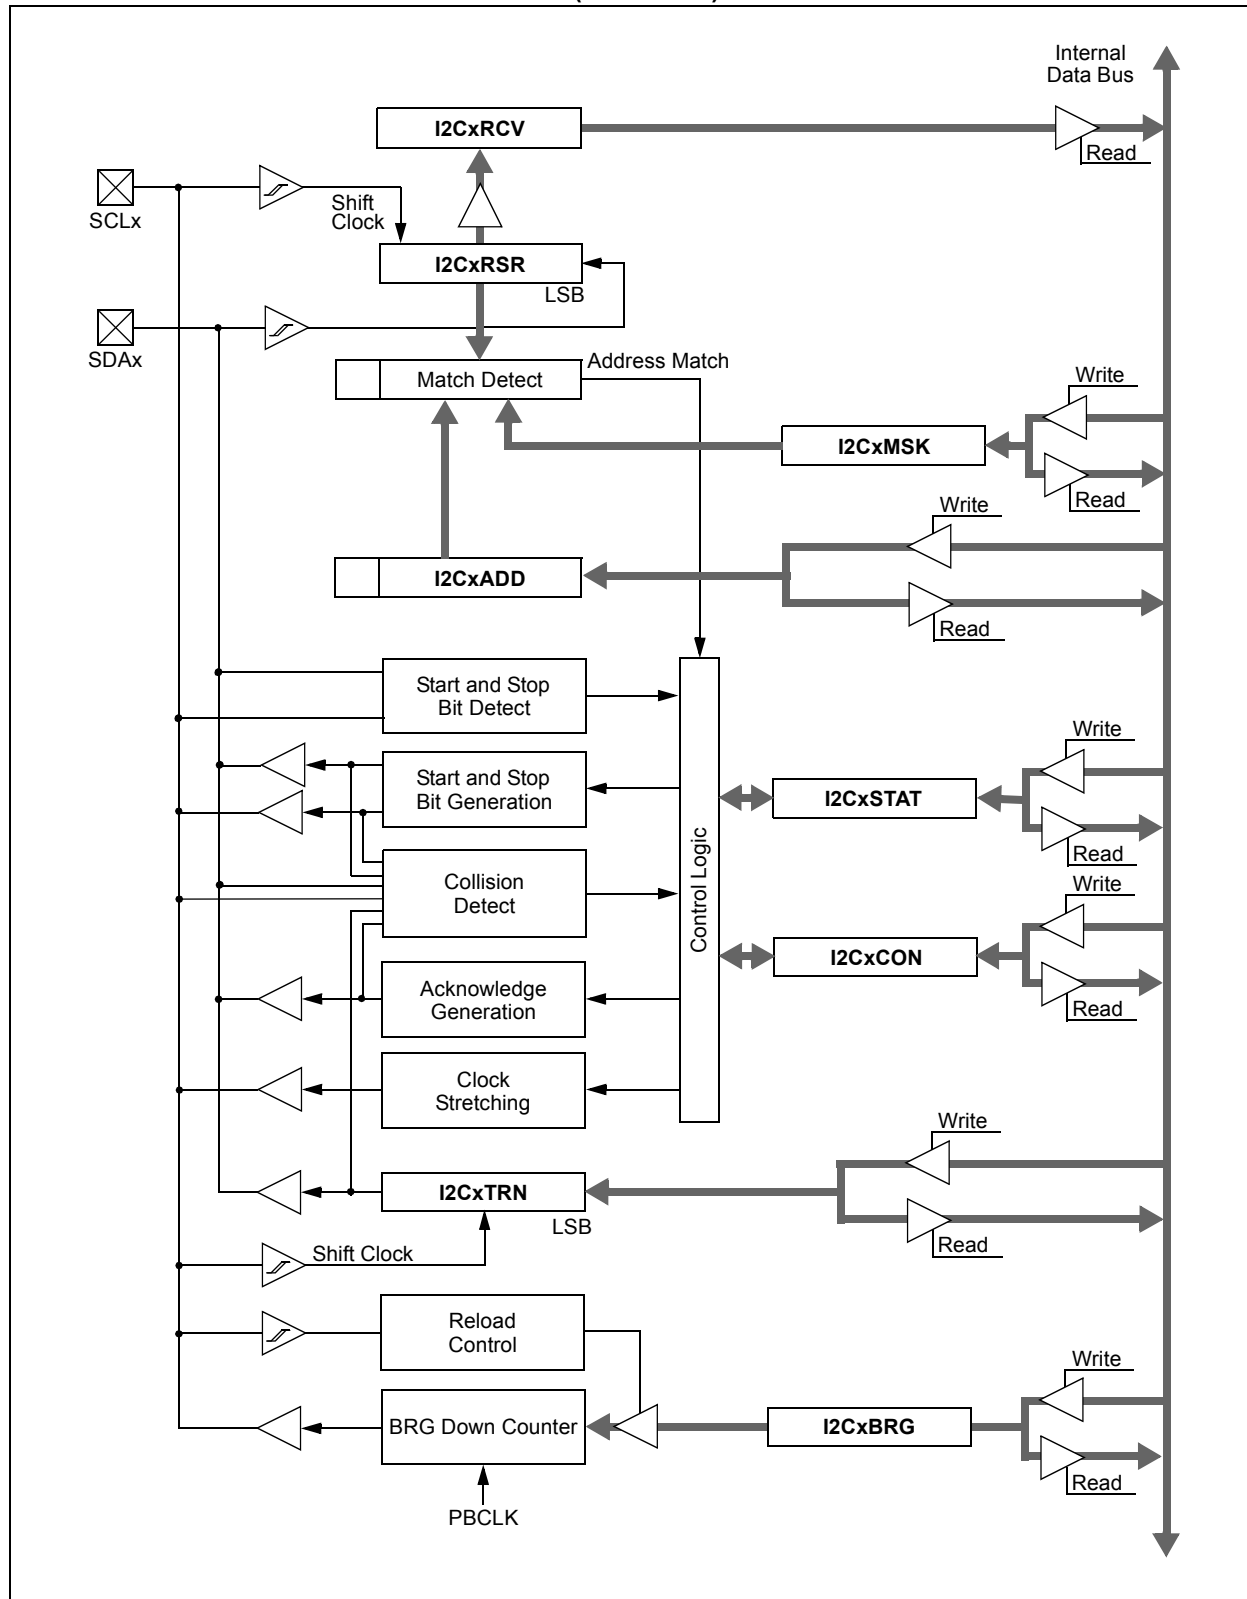 Internal
Data Bus
I2CxRCV
Read
SCLx
Shift
Clock
I2CxRSR
LSB
SDAx
Address Match
Match Detect
Write
I2CxMSK
Read
Write
I2CxADD
Read
Start and Stop
Bit Detect
Write
Start and Stop
Bit Generation
I2CxSTAT
Read
Control Logic
Collision
Detect
Write
I2CxCON
Acknowledge
Generation
Read
Clock
Stretching
Write
I2CxTRN
LSB
Read
Shift Clock
Reload
Control
Write
BRG Down Counter
I2CxBRG
Read
PBCLK